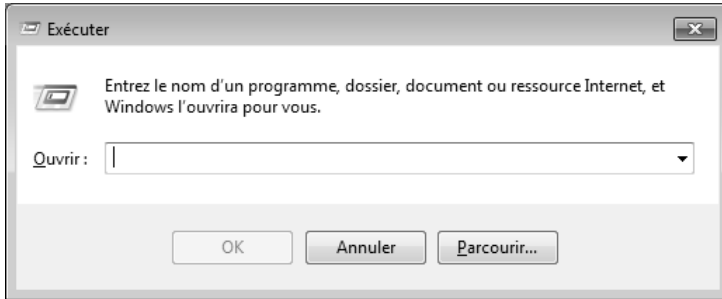 Exécuter
Entrez le nom d'un programme, dossier, document ou ressource Internet, et
Windows l'ouvrira pour vous.
Ouvrir :
OK Annuler Parcourir...